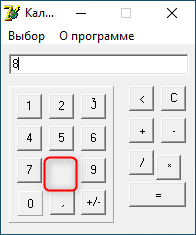 Кал...
Выбор О программе
8
1 2 3 < C
4 5 6 + -
7 9 / *
0 , +/- =